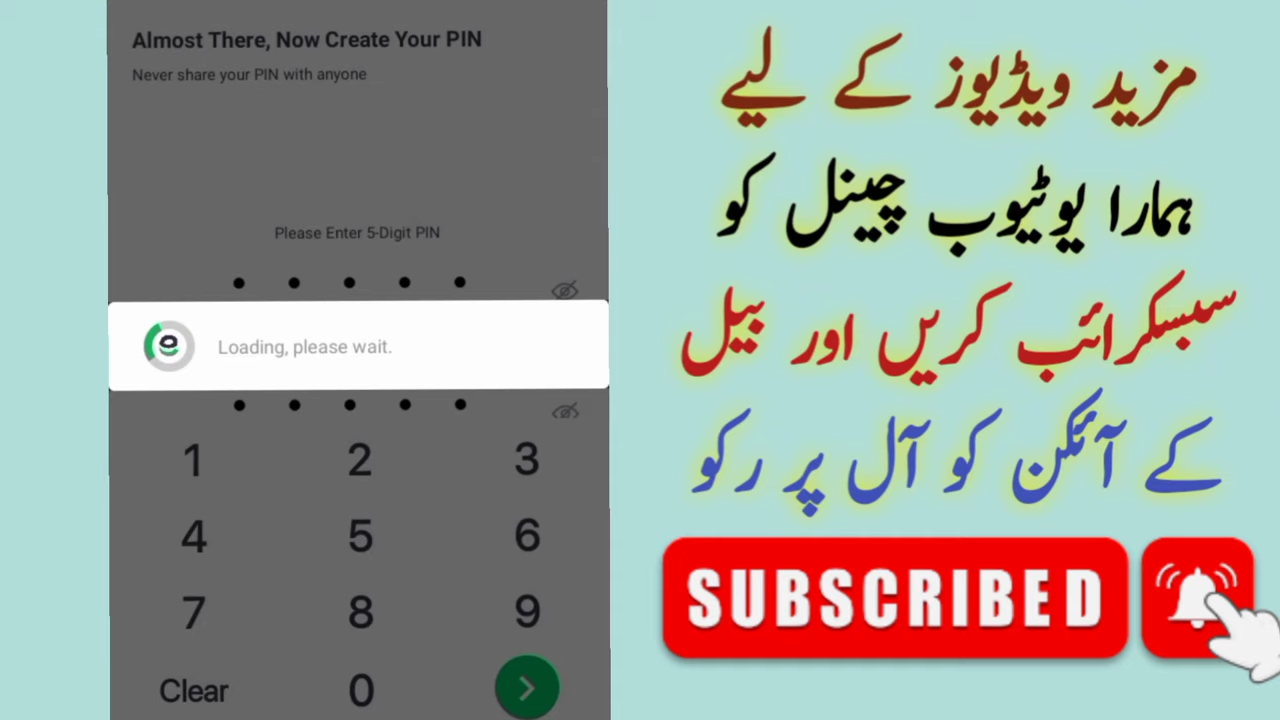 Almost There, Now Create Your PIN
Never share your PIN with anyone
Please Enter 5-Digit PIN
Loading, please wait.
1 2 3
4 5 6
7 8 9
Clear 0
مزید ویڈیوز کے لیے
ہمارا یوٹیوب چینل کو
سبسکرائب کریں اور بیل
کے آئکن کو آل پر رکو
SUBSCRIBED